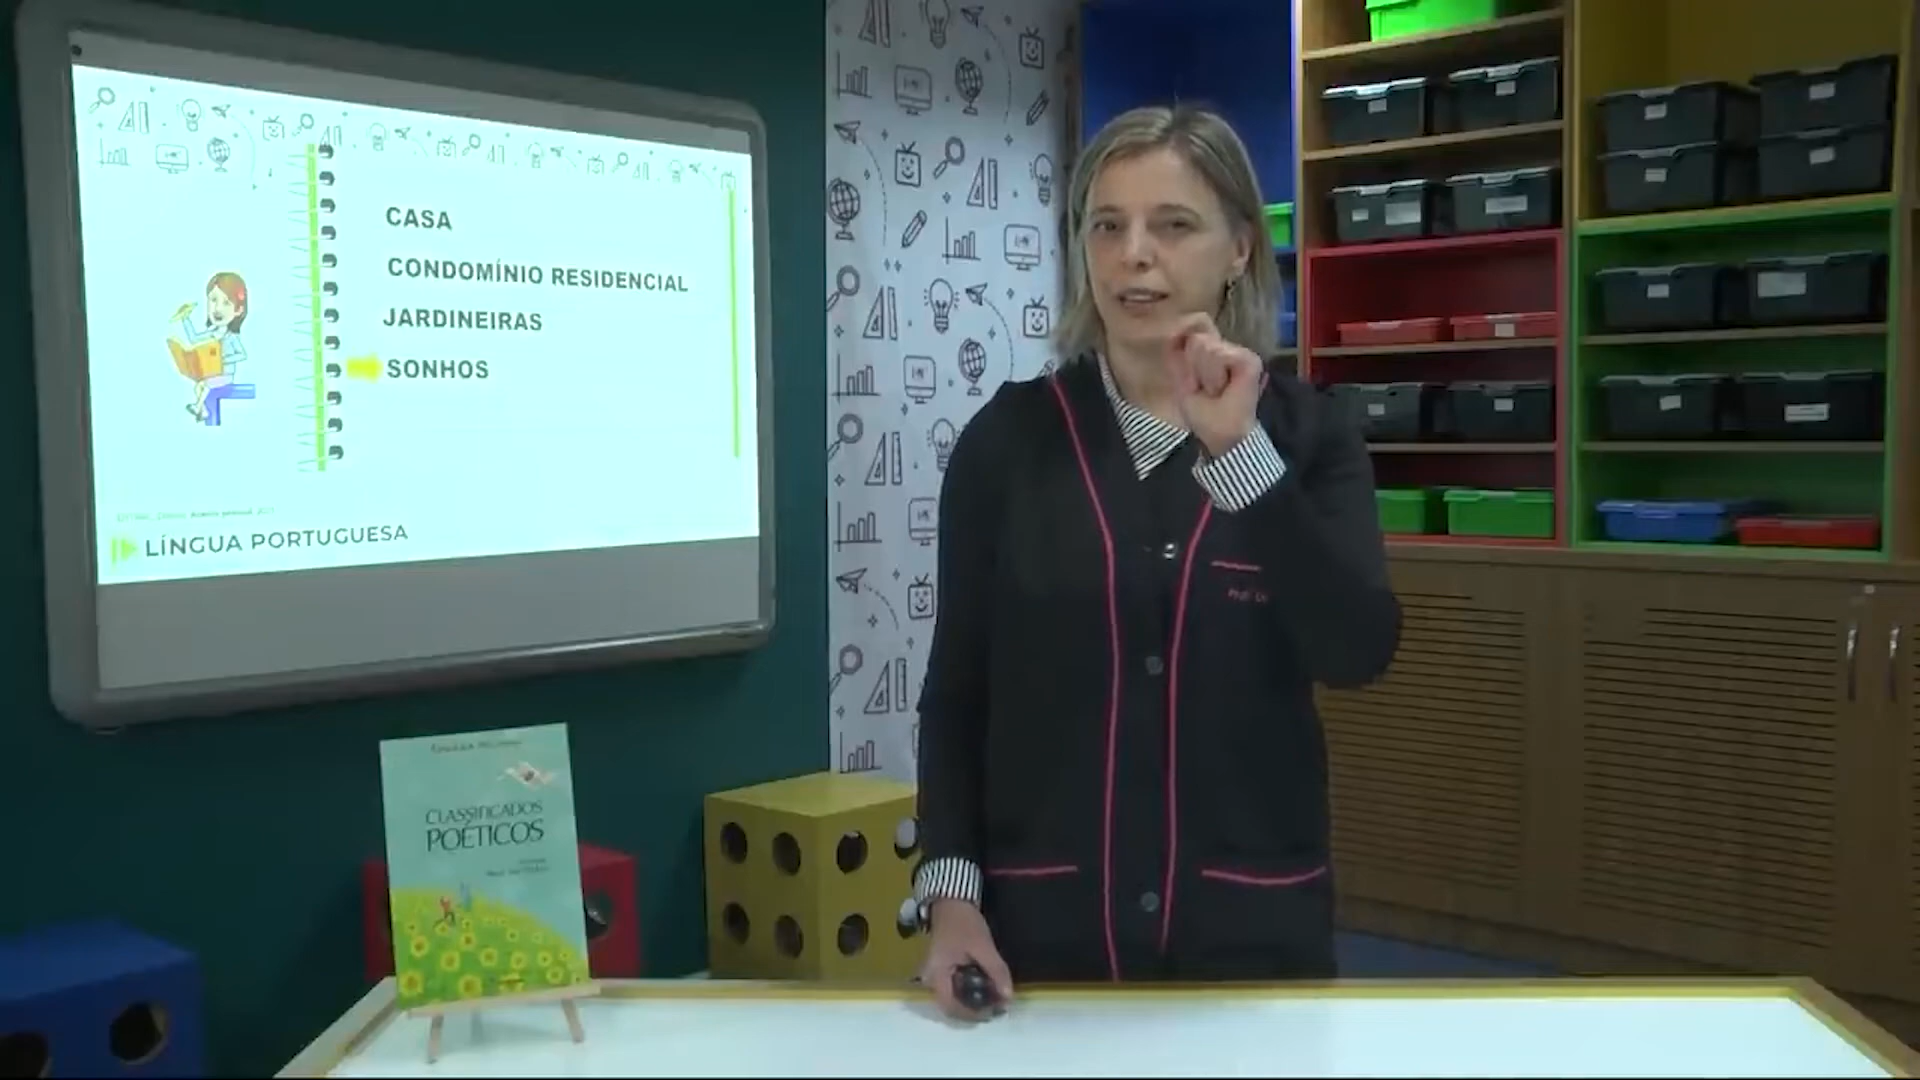 CASA
CONDOMÍNIO RESIDENCIAL
JARDINEIRAS
SONHOS
LÍNGUA PORTUGUESA
CLASSIFICADOS
POÉTICOS